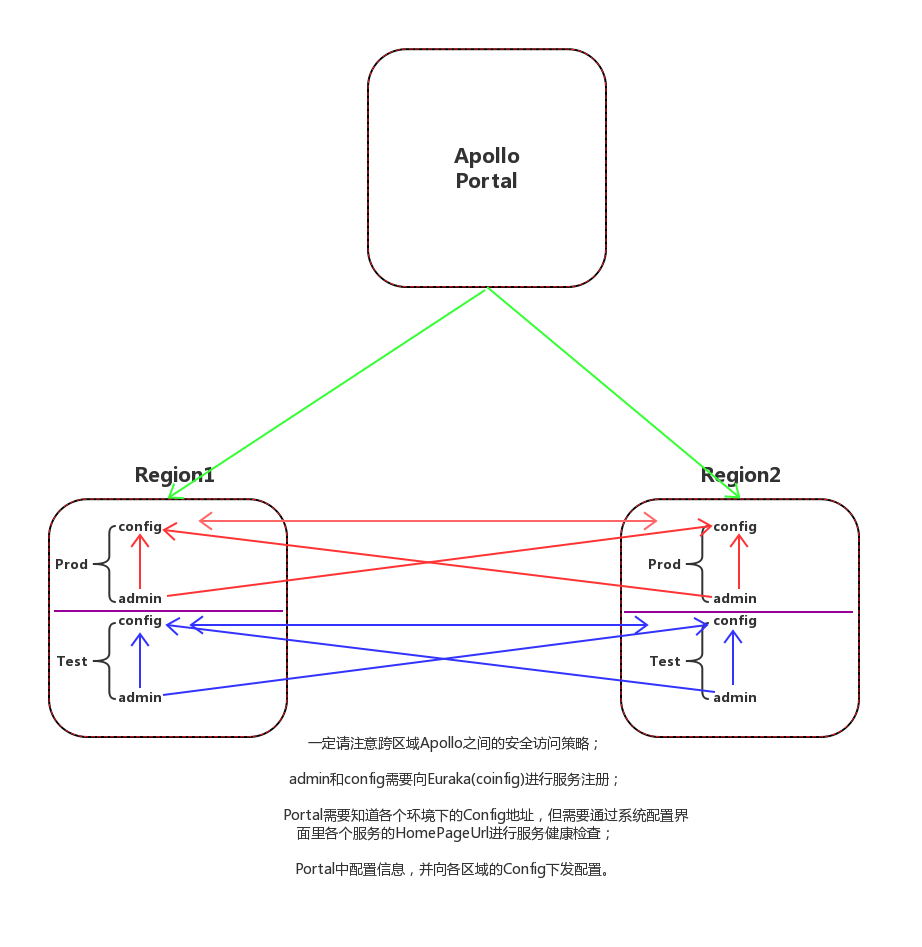 Apollo
Portal
Region1
Region2
config
Prod
admin
config
Test
admin
config
Prod
admin
config
Test
admin
一定请注意跨区域Apollo之间的安全访问策略；
admin和config需要向Euraka(coinfig)进行服务注册；
Portal需要知道各个环境下的Config地址，但需要通过系统配置界
面里各个服务的HomePageUrl进行服务健康检查；
Portal中配置信息，并向各区域的Config下发配置。